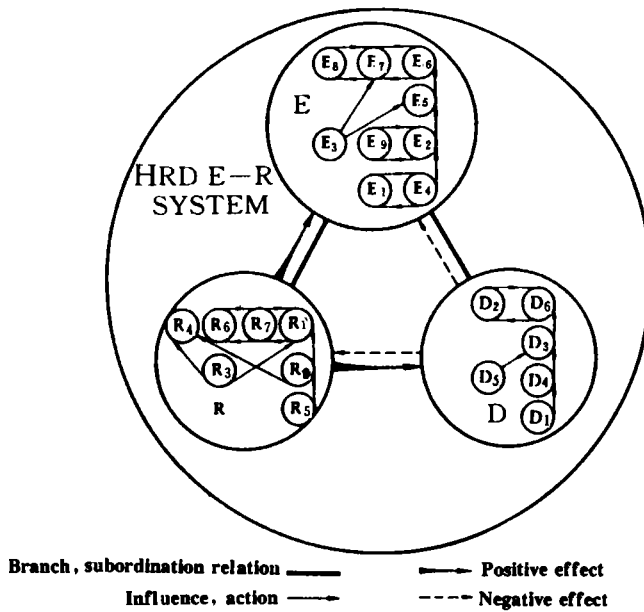 E₈ E₇ E₆
E
E₅
E₃ E₉ E₂
HRD E—R
SYSTEM
E₁ E₄
R₄ R₆ R₇ R₁
R₃
R R₅
D₂ D₆
D₃
D₅ D₄
D D₁
Branch, subordination relation
Positive effect
Influence, action
Negative effect